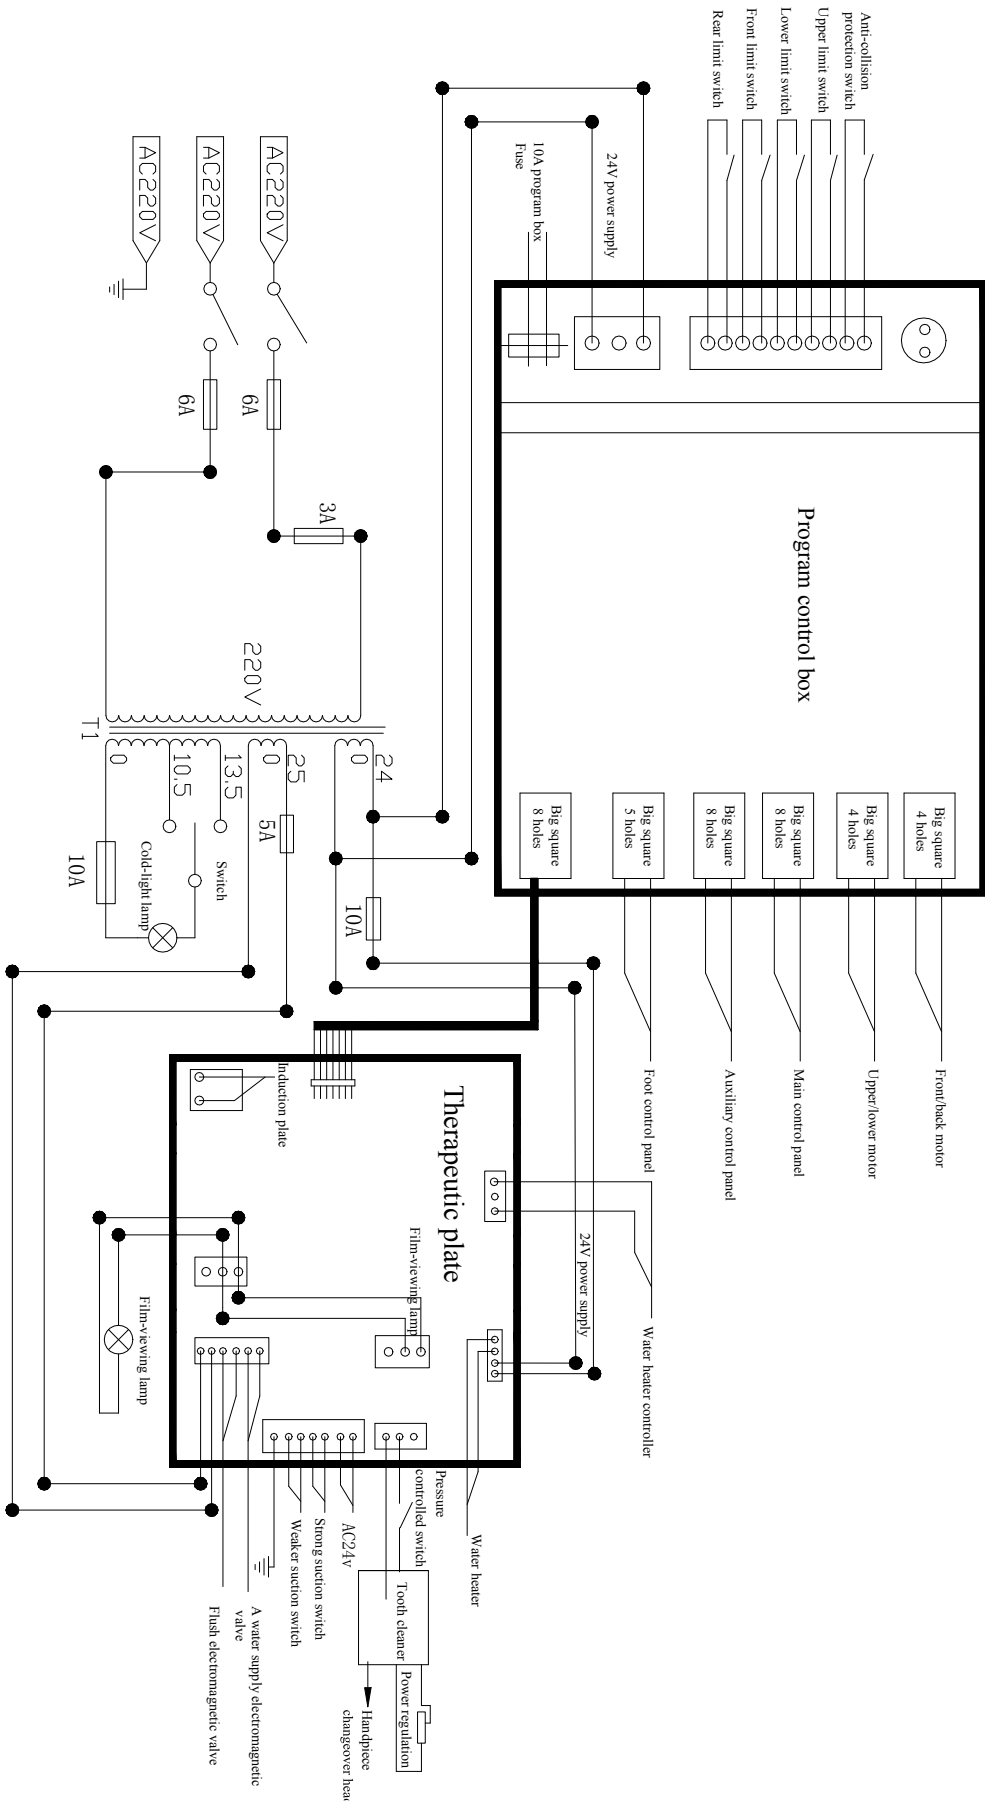 Anti-collision
protection switch
Upper limit switch
Lower limit switch
Front limit switch
Rear limit switch
24V power supply
10A program box
Fuse
AC220V
AC220V
AC220V
6A
6A
3A
220V
T1
0
10.5
13.5
0
25
0
24
5A
10A
10A
Switch
Cold-light lamp
Program control box
Big square
4 holes
Big square
4 holes
Big square
8 holes
Big square
8 holes
Big square
5 holes
Big square
8 holes
Front/back motor
Upper/lower motor
Main control panel
Auxiliary control panel
Foot control panel
Therapeutic plate
Induction plate
Film-viewing lamp
Film-viewing lamp
24V power supply
Water heater controller
Water heater
Pressure
controlled switch
Tooth cleaner
Power regulation
Handpiece
changeover head
AC24v
Strong suction switch
Weaker suction switch
A water supply electromagnetic
valve
Flush electromagnetic valve